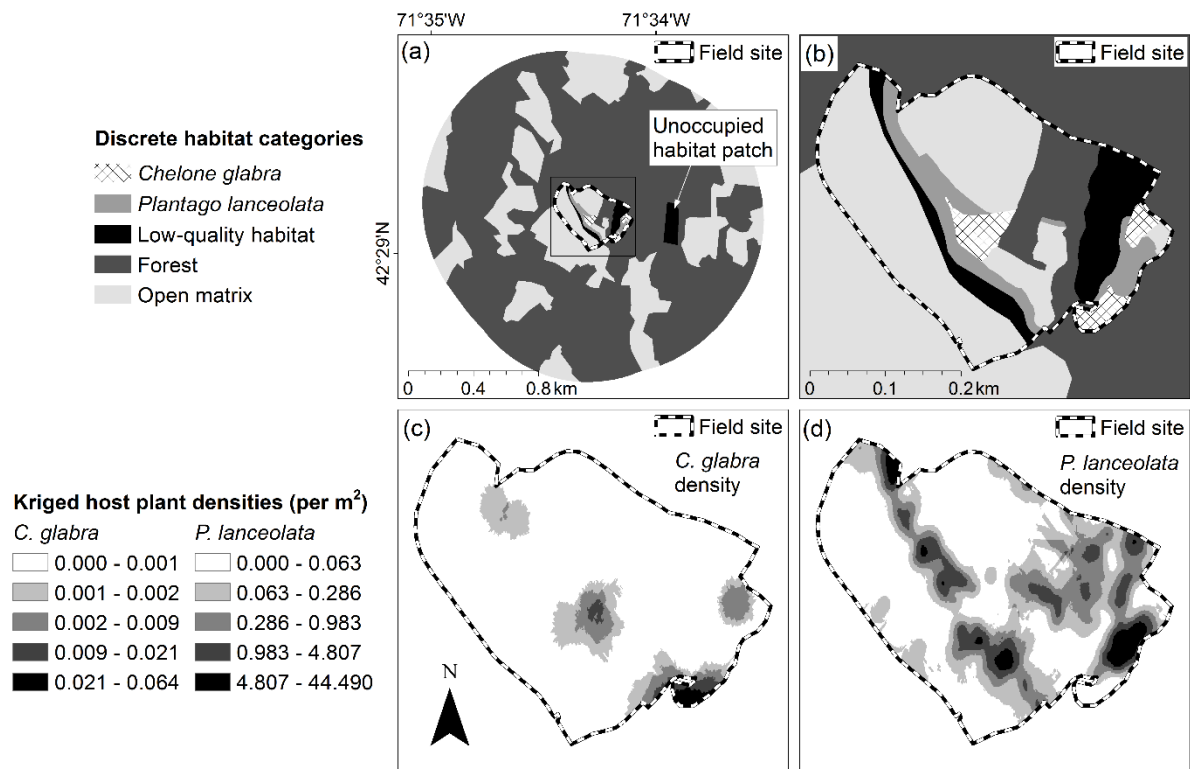 71°35'W
71°34'W
(a)
Field site
Unoccupied
habitat patch
42°29'N
0
0.4
0.8 km
(b)
Field site
0
0.1
0.2 km
Discrete habitat categories
Chelone glabra
Plantago lanceolata
Low-quality habitat
Forest
Open matrix
(c)
Field site
C. glabra
density
N
(d)
Field site
P. lanceolata
density
Kriged host plant densities (per m²)
C. glabra P. lanceolata
0.000 - 0.001 0.000 - 0.063
0.001 - 0.002 0.063 - 0.286
0.002 - 0.009 0.286 - 0.983
0.009 - 0.021 0.983 - 4.807
0.021 - 0.064 4.807 - 44.490